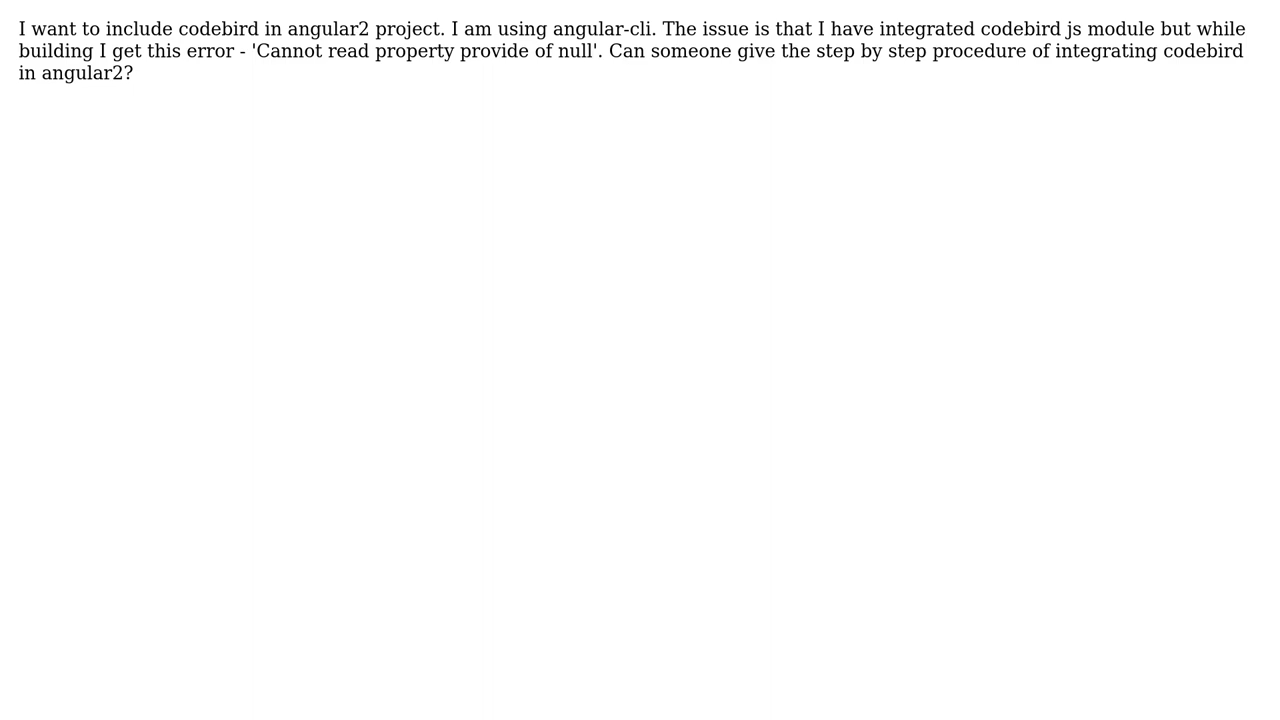 I want to include codebird in angular2 project. I am using angular-cli. The issue is that I have integrated codebird js module but while
building I get this error - 'Cannot read property provide of null'. Can someone give the step by step procedure of integrating codebird
in angular2?